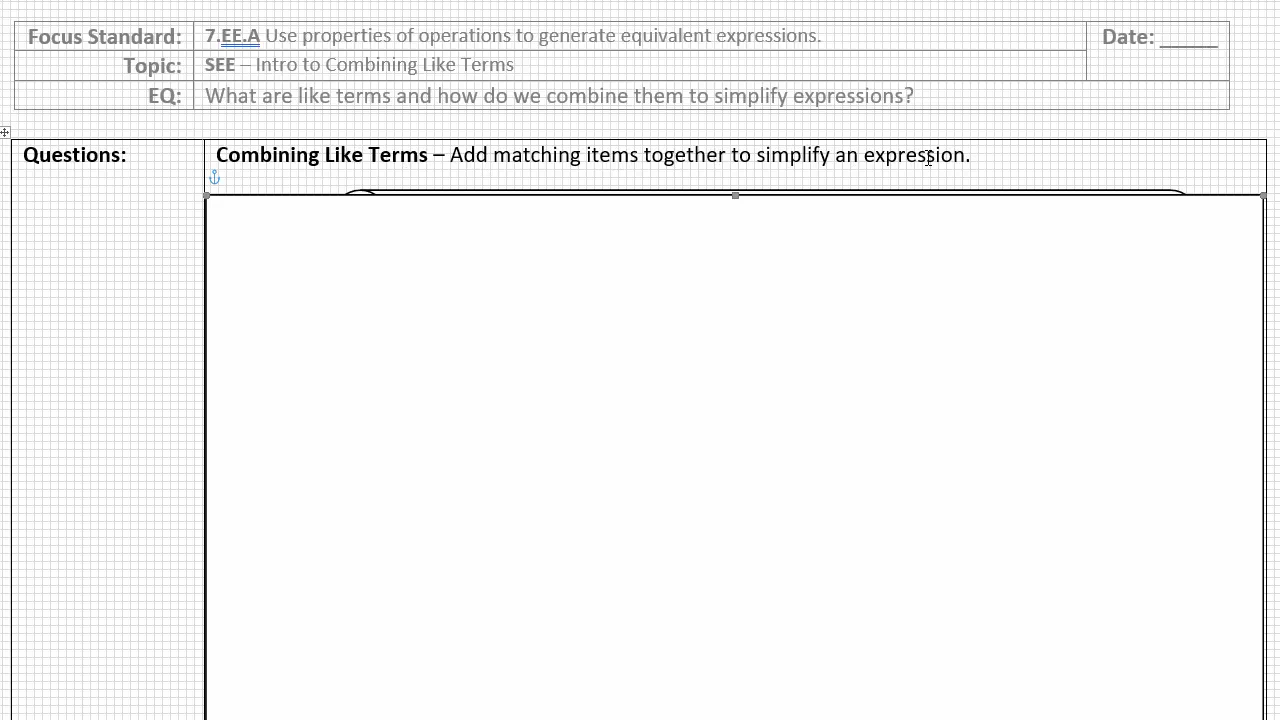 Focus Standard: 7.EE.A Use properties of operations to generate equivalent expressions. Date: ______
Topic: SEE – Intro to Combining Like Terms
EQ: What are like terms and how do we combine them to simplify expressions?
Questions: Combining Like Terms – Add matching items together to simplify an expression.